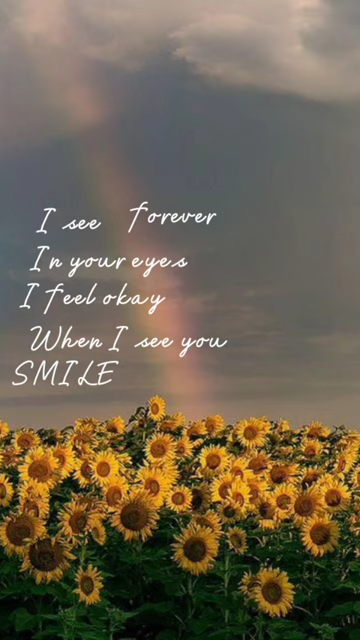 I see forever
In your eyes
I feel okay
When I see you
SMILE